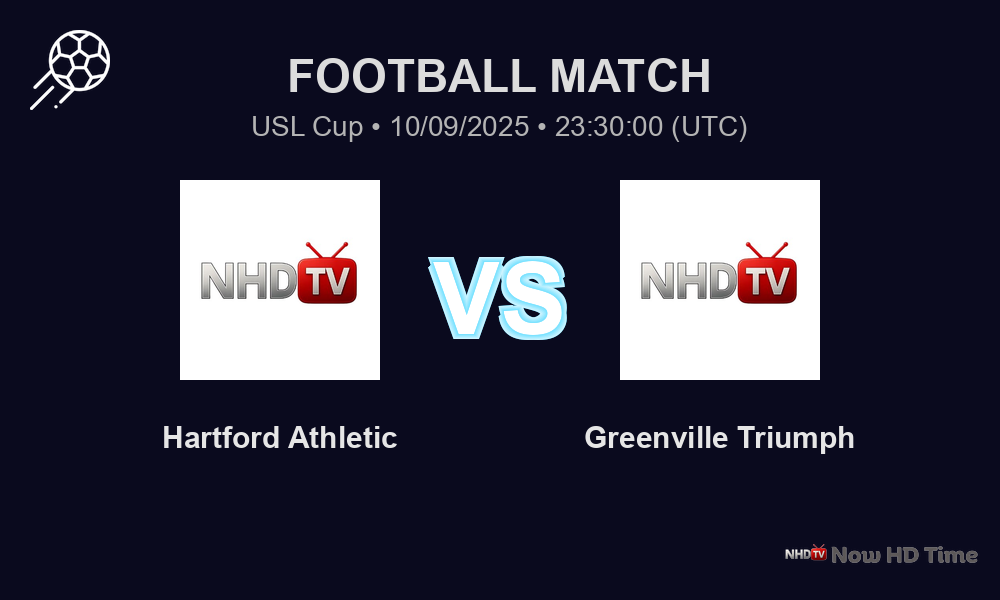 FOOTBALL MATCH
USL Cup • 10/09/2025 • 23:30:00 (UTC)
NHD TV
VS
NHD TV
Hartford Athletic
Greenville Triumph
NHD TV Now HD Time